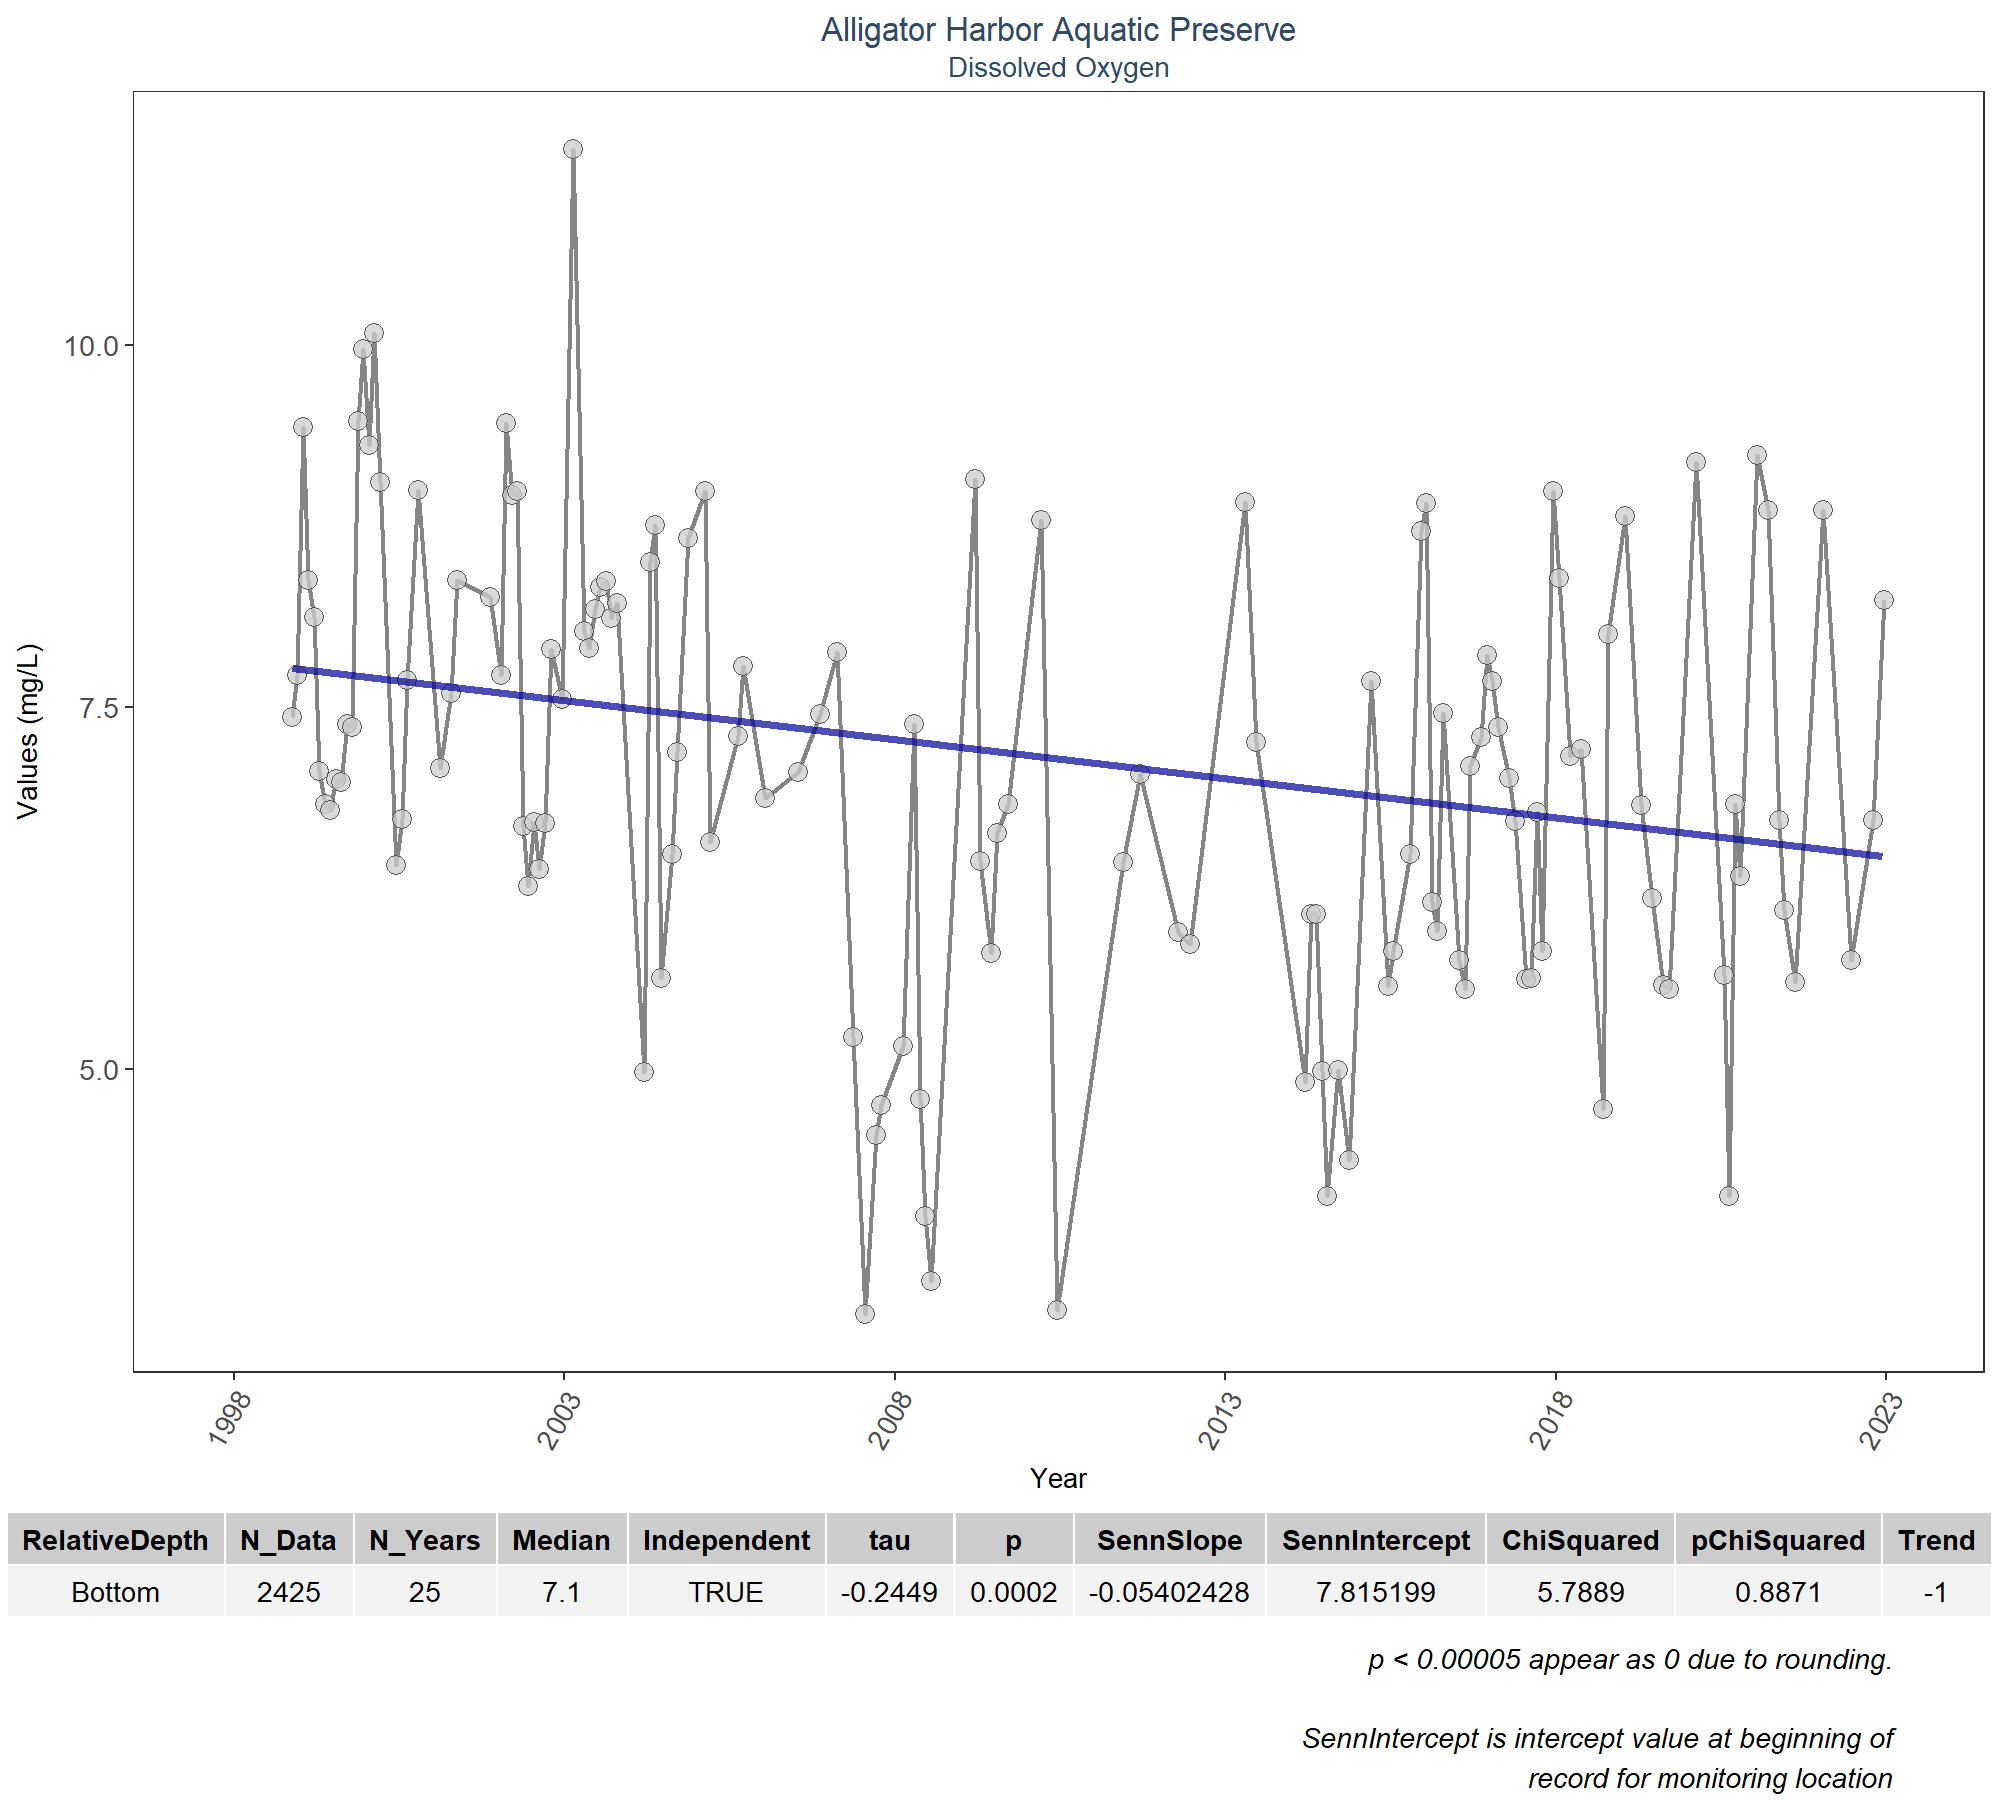 Alligator Harbor Aquatic Preserve
Dissolved Oxygen
Values (mg/L)
10.0
7.5
5.0
1998 2003 2008 2013 2018 2023
Year
RelativeDepth N_Data N_Years Median Independent tau p SennSlope SennIntercept ChiSquared pChiSquared Trend
Bottom 2425 25 7.1 TRUE -0.2449 0.0002 -0.05402428 7.815199 5.7889 0.8871 -1
p < 0.00005 appear as 0 due to rounding.
SennIntercept is intercept value at beginning of
record for monitoring location